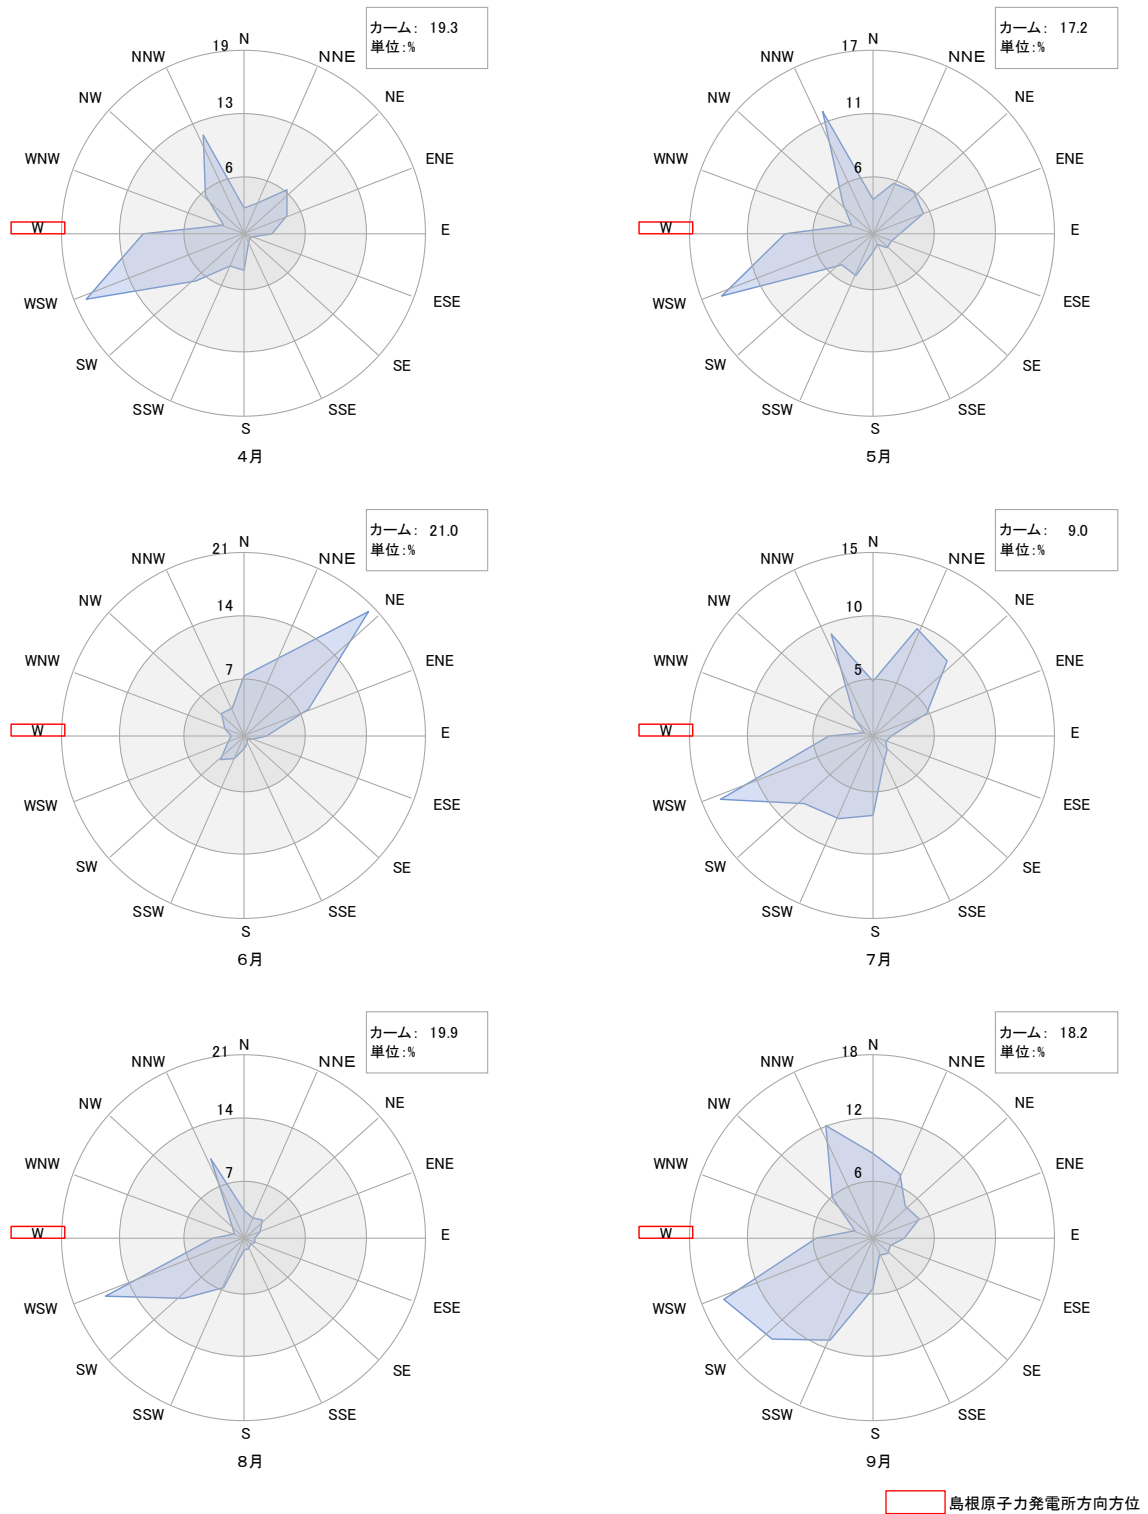 カーム: 19.3
単位:%
N
19
NNW
NNE
NW
NE
13
WNW
ENE
6
W
E
WSW
ESE
SW
SE
SSW
SSE
S
4月
カーム: 17.2
単位:%
N
17
NNW
NNE
NW
NE
11
WNW
ENE
6
W
E
WSW
ESE
SW
SE
SSW
SSE
S
5月
カーム: 21.0
単位:%
N
21
NNW
NNE
NW
NE
14
WNW
ENE
7
W
E
WSW
ESE
SW
SE
SSW
SSE
S
6月
カーム: 9.0
単位:%
N
15
NNW
NNE
NW
NE
10
WNW
ENE
5
W
E
WSW
ESE
SW
SE
SSW
SSE
S
7月
カーム: 19.9
単位:%
N
21
NNW
NNE
NW
NE
14
WNW
ENE
7
W
E
WSW
ESE
SW
SE
SSW
SSE
S
8月
カーム: 18.2
単位:%
N
18
NNW
NNE
NW
NE
12
WNW
ENE
6
W
E
WSW
ESE
SW
SE
SSW
SSE
S
9月
島根原子力発電所方向方位